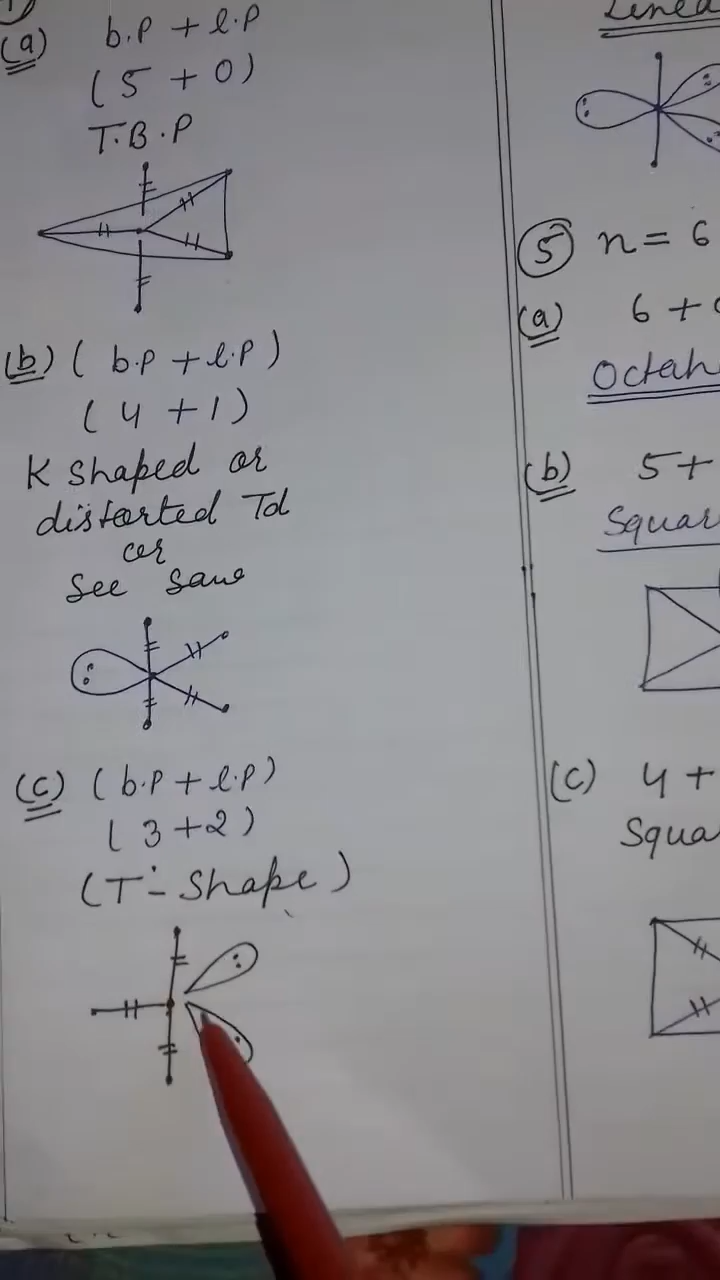 (a) b.p + l.p
(5 + 0)
T.B.P
(b) (b.p + l.p)
(4 + 1)
K shaped or
distorted Td
or
See saw
(c) (b.p + l.p)
(3 + 2)
(T - Shape)
Linea
(5) n = 6
(a) 6 +
Octah
(b) 5 +
Squar
(c) 4 +
Squa